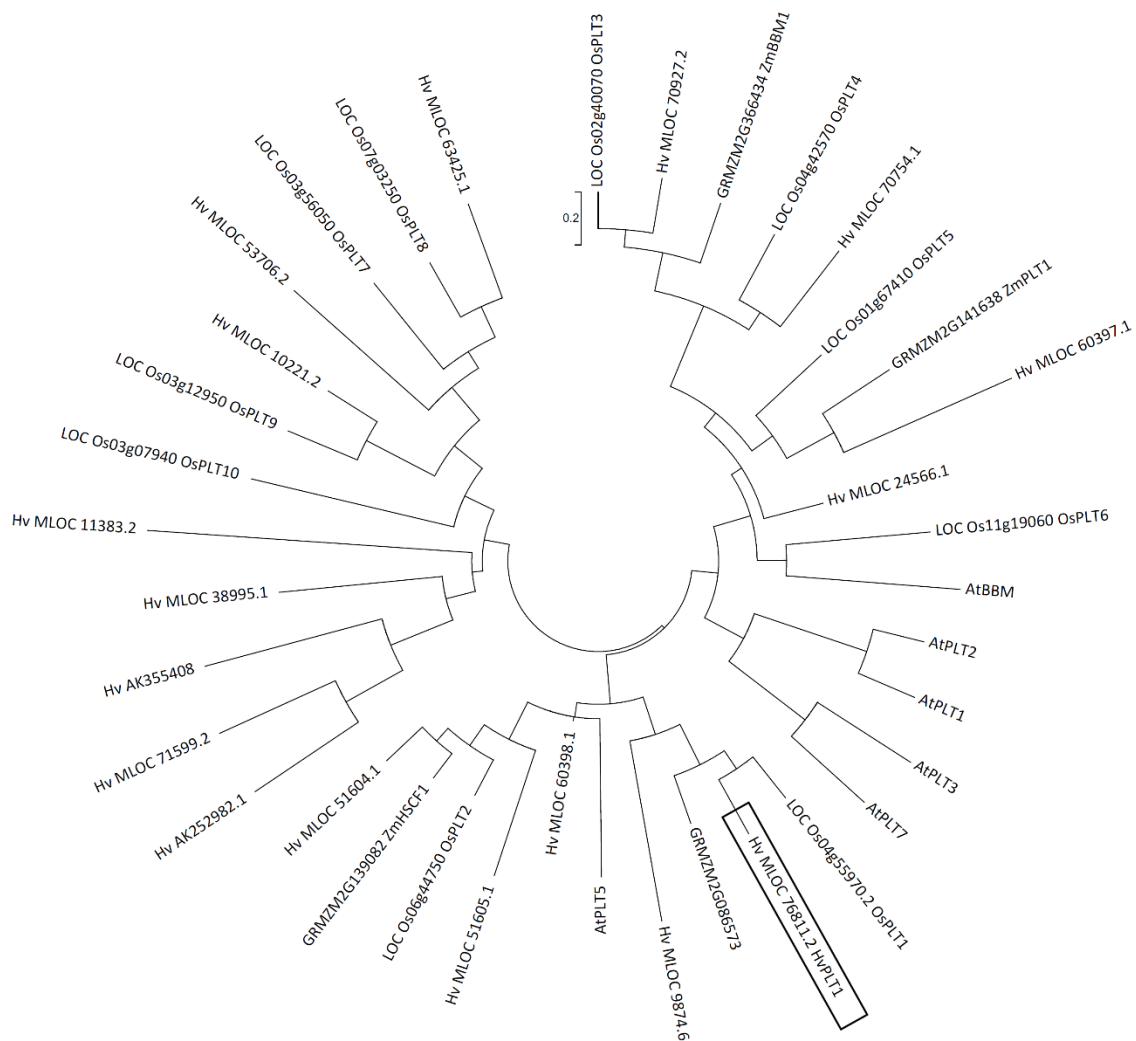 LOC Os02g40070 OsPLT3
Hv MLOC 70927.2
GRMZM2G366434 ZmBBM1
LOC Os04g42570 OsPLT4
Hv MLOC 70754.1
LOC Os01g67410 OsPLT5
GRMZM2G141638 ZmPLT1
Hv MLOC 60397.1
Hv MLOC 24566.1
LOC Os11g19060 OsPLT6
AtBBM
AtPLT2
AtPLT1
AtPLT3
AtPLT7
LOC Os04g55970.2 OsPLT1
Hv MLOC 76811.2 HvPLT1
GRMZM2G086573
Hv MLOC 9874.6
AtPLT5
Hv MLOC 60398.1
Hv MLOC 51605.1
LOC Os06g44750 OsPLT2
GRMZM2G139082 ZmHSCF1
Hv MLOC 51604.1
Hv AK252982.1
Hv MLOC 71599.2
Hv AK355408
Hv MLOC 38995.1
Hv MLOC 11383.2
LOC Os03g07940 OsPLT10
LOC Os03g12950 OsPLT9
Hv MLOC 10221.2
Hv MLOC 53706.2
LOC Os03g56050 OsPLT7
LOC Os07g03250 OsPLT8
Hv MLOC 63425.1
0.2